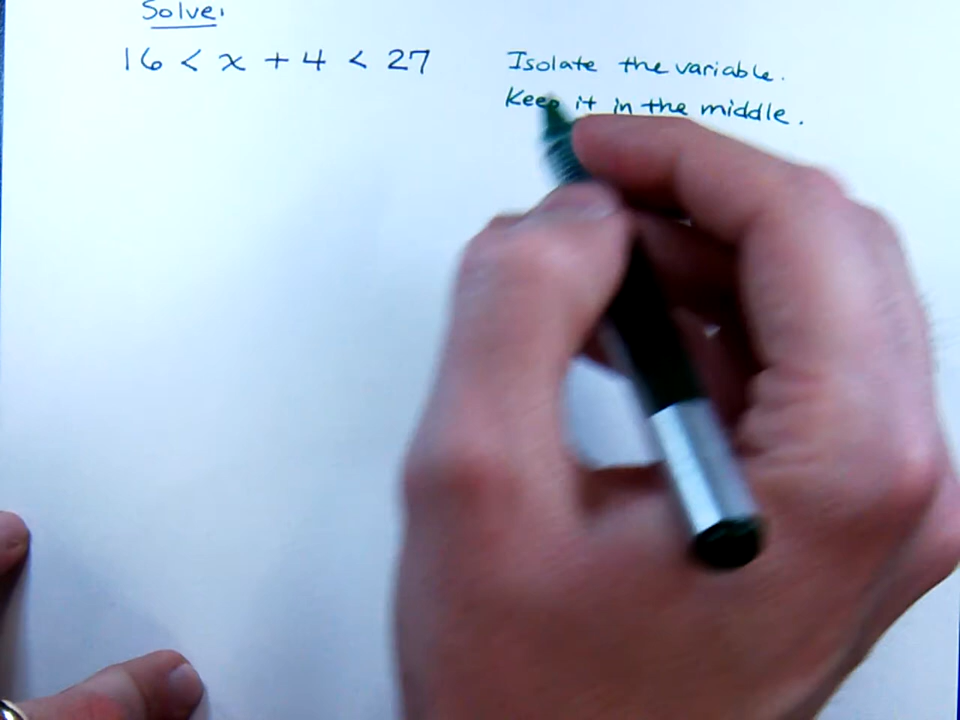 Solve:
16 < x + 4 < 27
Isolate the variable.
Keep it in the middle.